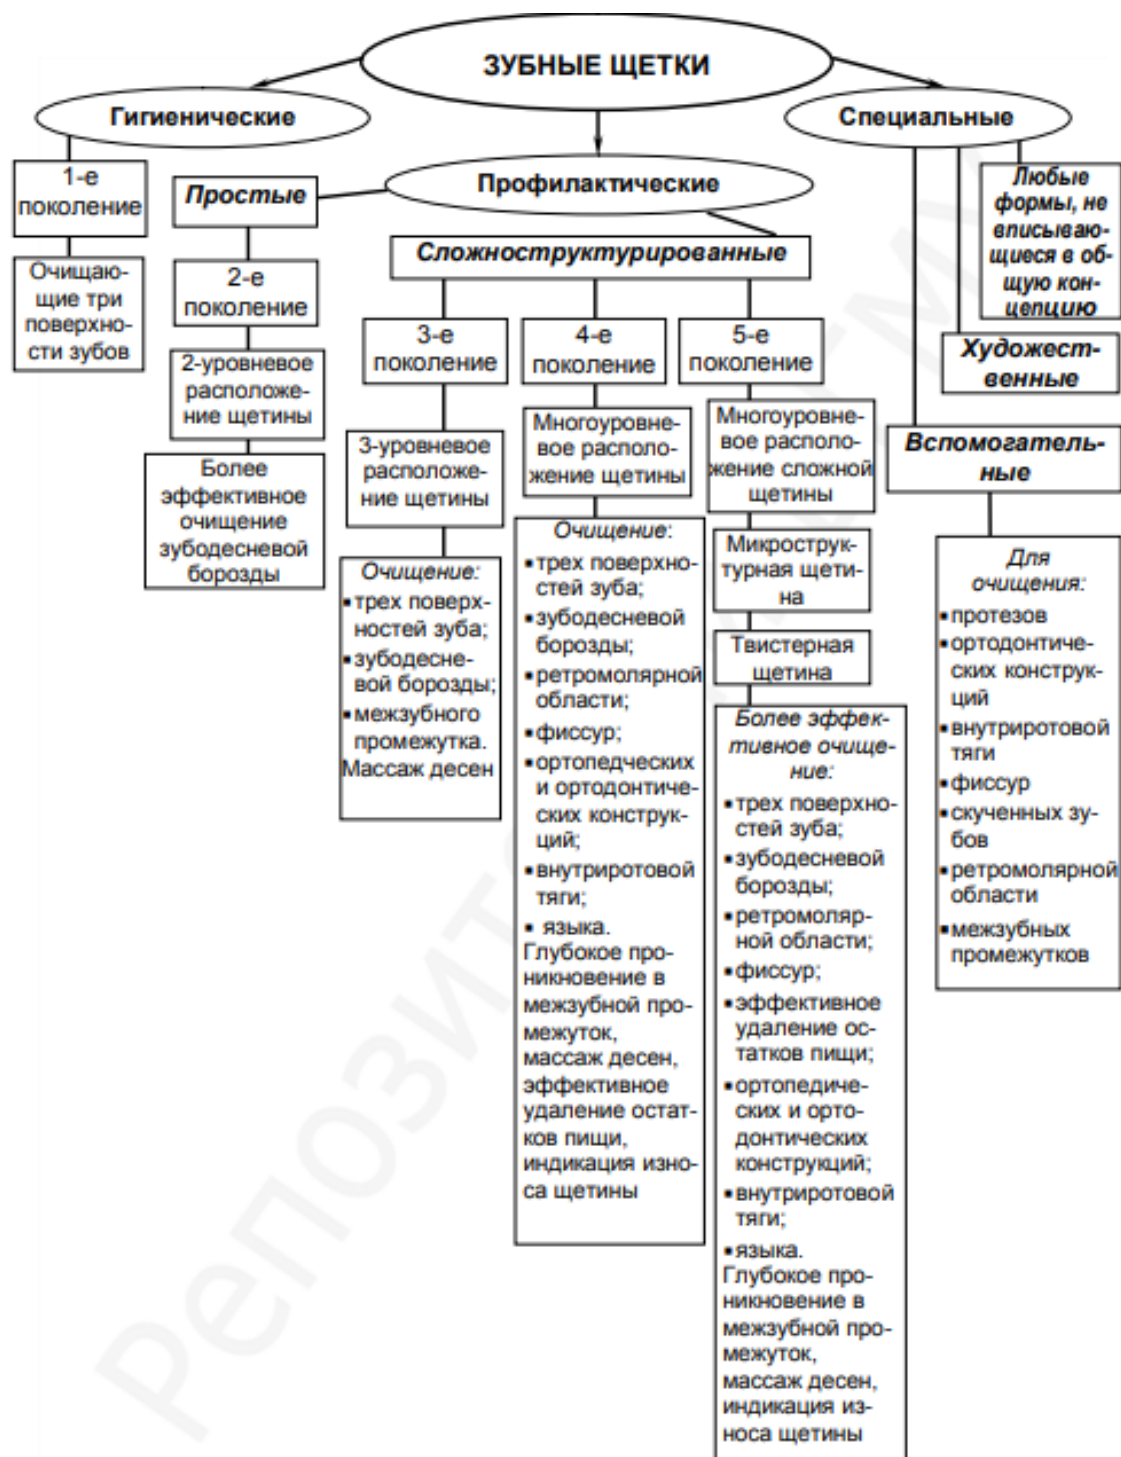 ЗУБНЫЕ ЩЕТКИ
Гигиенические
Специальные
Профилактические
1-е
поколение
Очищаю-
щие три
поверхно-
сти зубов
Простые
2-е
поколение
2-уровневое
расположе-
ние щетины
Более
эффективное
очищение
зубодесневой
борозды
Сложноструктурированные
3-е
поколение
3-уровневое
расположе-
ние щетины
Очищение:
▪ трех поверх-
ностей зуба;
▪ зубодесне-
вой борозды;
▪ межзубного
промежутка.
Массаж десен
4-е
поколение
Многоуровне-
вое располо-
жение щетины
Очищение:
▪ трех поверхно-
стей зуба;
▪ зубодесневой
борозды;
▪ ретромолярной
области;
▪ фиссур;
▪ ортопедческих
и ортодонтиче-
ских конструк-
ций;
▪ внутриротовой
тяги;
▪ языка.
Глубокое про-
никновение в
межзубной про-
межуток,
массаж десен,
эффективное
удаление остат-
ков пищи,
индикация изно-
са щетины
5-е
поколение
Многоуровне-
вое располо-
жение сложной
щетины
Микрострук-
турная щети-
на
Твистерная
щетина
Более эффек-
тивное очище-
ние:
▪ трех поверхно-
стей зуба;
▪ зубодесневой
борозды;
▪ ретромоляр-
ной области;
▪ фиссур;
▪ эффективное
удаление ос-
татков пищи;
▪ ортопедиче-
ских и орто-
донтических
конструкций;
▪ внутриротовой
тяги;
▪ языка.
Глубокое про-
никновение в
межзубной про-
межуток,
массаж десен,
индикация из-
носа щетины
Любые
формы, не
вписываю-
щиеся в об-
щую кон-
цепцию
Художест-
венные
Вспомогатель-
ные
Для
очищения:
▪ протезов
▪ ортодонтиче-
ских конструк-
ций
▪ внутриротовой
тяги
▪ фиссур
▪ скученных зу-
бов
▪ ретромолярной
области
▪ межзубных
промежутков